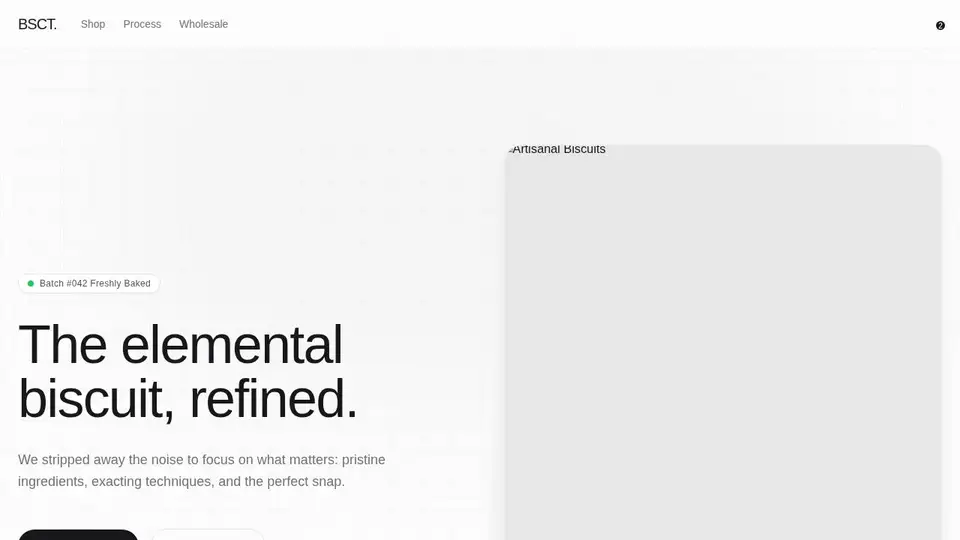 BSCT.
Shop
Process
Wholesale
2
Artisanal Biscuits
Batch #042 Freshly Baked
The elemental
biscuit, refined.
We stripped away the noise to focus on what matters: pristine
ingredients, exacting techniques, and the perfect snap.